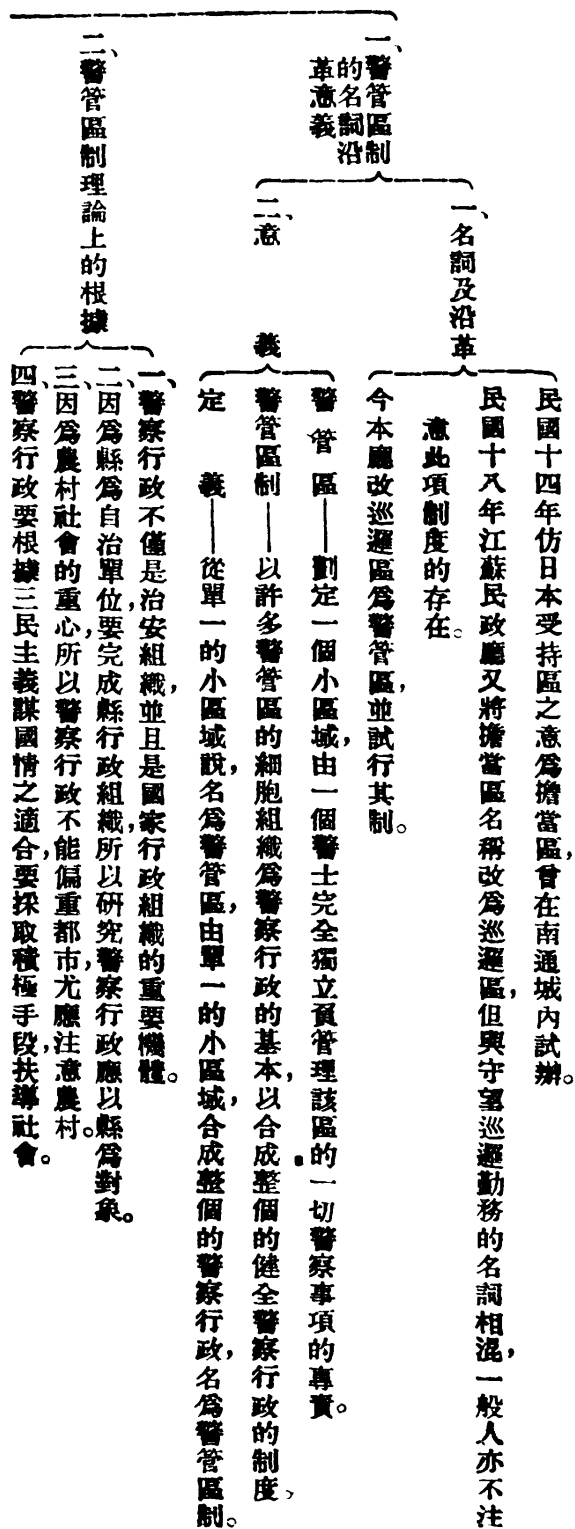 一、警管區制
的名詞沿
革意義
一、名詞及沿革
民國十四年仿日本受持區之意爲擔當區，曾在南通城內試辦。
民國十八年江蘇民政廳又將擔當區名稱改爲巡邏區，但與守望巡邏勤務的名詞相混，一般人亦不注
意此項制度的存在。
今本廳改巡邏區爲警管區，並試行其制。
二、意義
警管區——劃定一個小區域，由一個警士完全獨立負管理該區的一切警察事項的專責。
警管區制——以許多警管區的細胞組織爲警察行政的基本，以合成整個的健全警察行政的制度、
定義——從單一的小區域說，名爲警管區，由單一的小區域，合成整個的警察行政，名爲警管區制。
二、警管區制理論上的根據
一、警察行政不僅是治安組織，並且是國家行政組織的重要機體。
二、因爲縣爲自治單位，要完成縣行政組織，所以研究警察行政應以縣爲對象。
三、因爲農村社會的重心，所以警察行政不能偏重都市，尤應注意農村。
四、警察行政要根據三民主義，謀國情之適合，要採取積極手段，扶導社會。